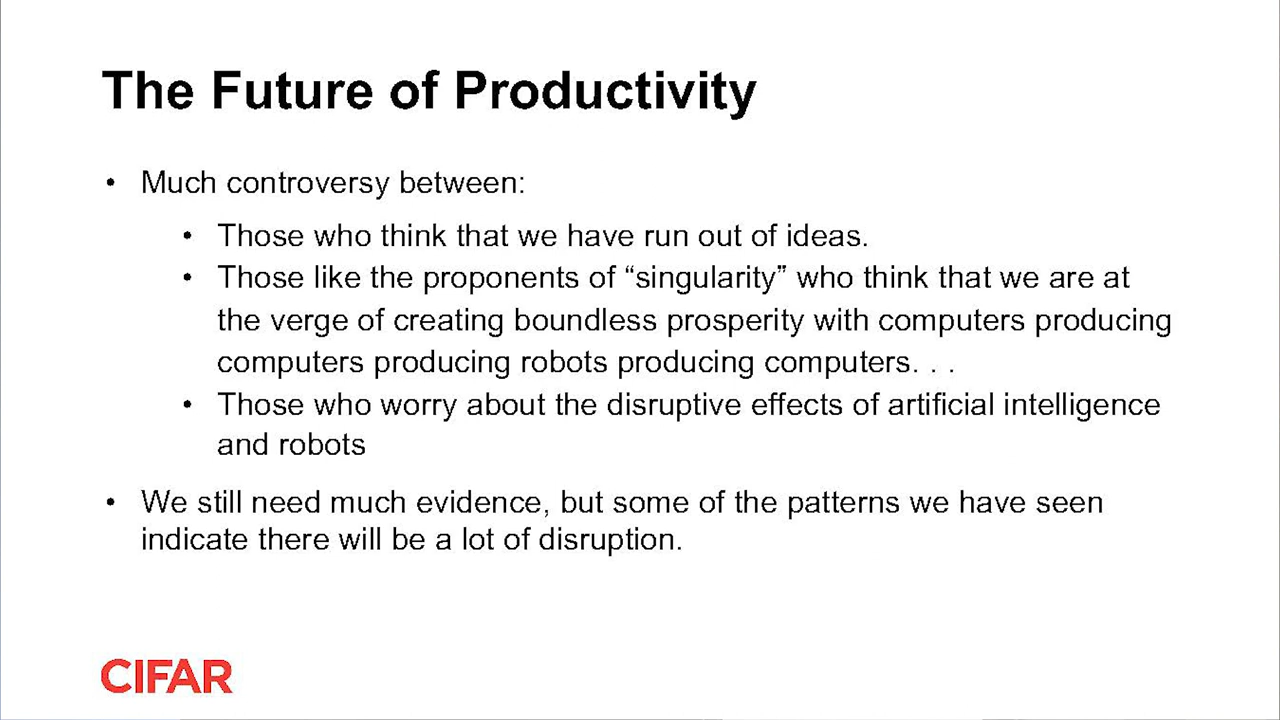 The Future of Productivity
• Much controversy between:
• Those who think that we have run out of ideas.
• Those like the proponents of “singularity” who think that we are at
the verge of creating boundless prosperity with computers producing
computers producing robots producing computers. . .
• Those who worry about the disruptive effects of artificial intelligence
and robots
• We still need much evidence, but some of the patterns we have seen
indicate there will be a lot of disruption.
CIFAR